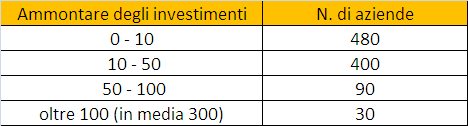 Ammontare degli investimenti N. di aziende
0 - 10 480
10 - 50 400
50 - 100 90
oltre 100 (in media 300) 30